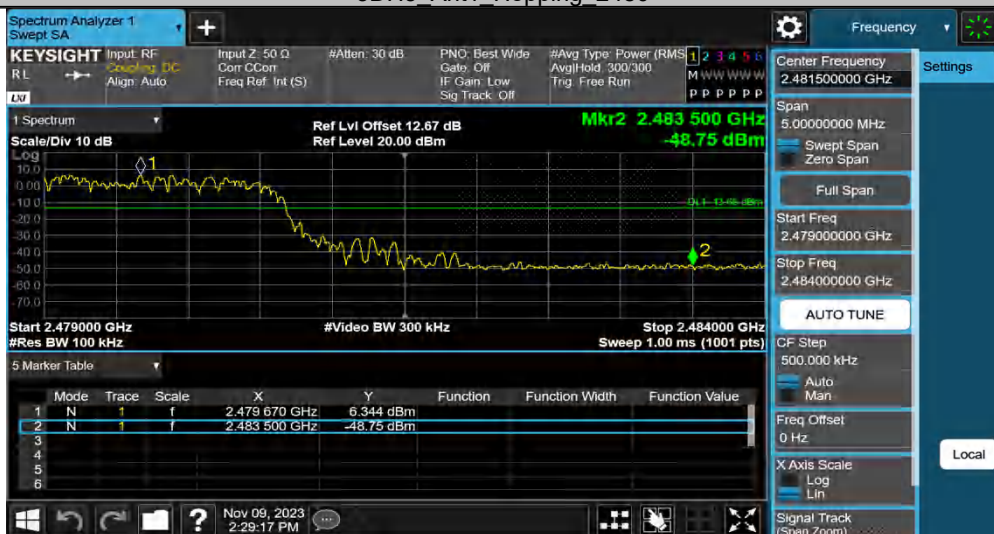 Spectrum Analyzer 1
Swept SA
Frequency
KEYSIGHT
RL
LXI
Input: RF
Coupling: DC
Align: Auto
Input Z: 50 Ω
Corr CCorr
Freq Ref: Int (S)
#Atten: 30 dB
PNO: Best Wide
Gate: Off
IF Gain: Low
Sig Track: Off
#Avg Type: Power (RMS
Avg|Hold: 300/300
Trig: Free Run
1 2 3 4 5 6
M W W W W W
P P P P P P
1 Spectrum
Scale/Div 10 dB
Ref Lvl Offset 12.67 dB
Ref Level 20.00 dBm
Mkr2 2.483 500 GHz
-48.75 dBm
Log
10.0
0.00
-10.0
-20.0
-30.0
-40.0
-50.0
-60.0
-70.0
1
2
Start 2.479000 GHz
#Res BW 100 kHz
#Video BW 300 kHz
Stop 2.484000 GHz
Sweep 1.00 ms (1001 pts)
5 Marker Table
Mode Trace Scale X Y Function Function Width Function Value
1 N 1 f 2.479 670 GHz 6.344 dBm
2 N 1 f 2.483 500 GHz -48.75 dBm
3
4
5
6
Nov 09, 2023
2:29:17 PM
Center Frequency
2.481500000 GHz
Settings
Span
5.00000000 MHz
Swept Span
Zero Span
Full Span
Start Freq
2.479000000 GHz
Stop Freq
2.484000000 GHz
AUTO TUNE
CF Step
500.000 kHz
Auto
Man
Freq Offset
0 Hz
X Axis Scale
Log
Lin
Local
Signal Track
(Span Zoom)